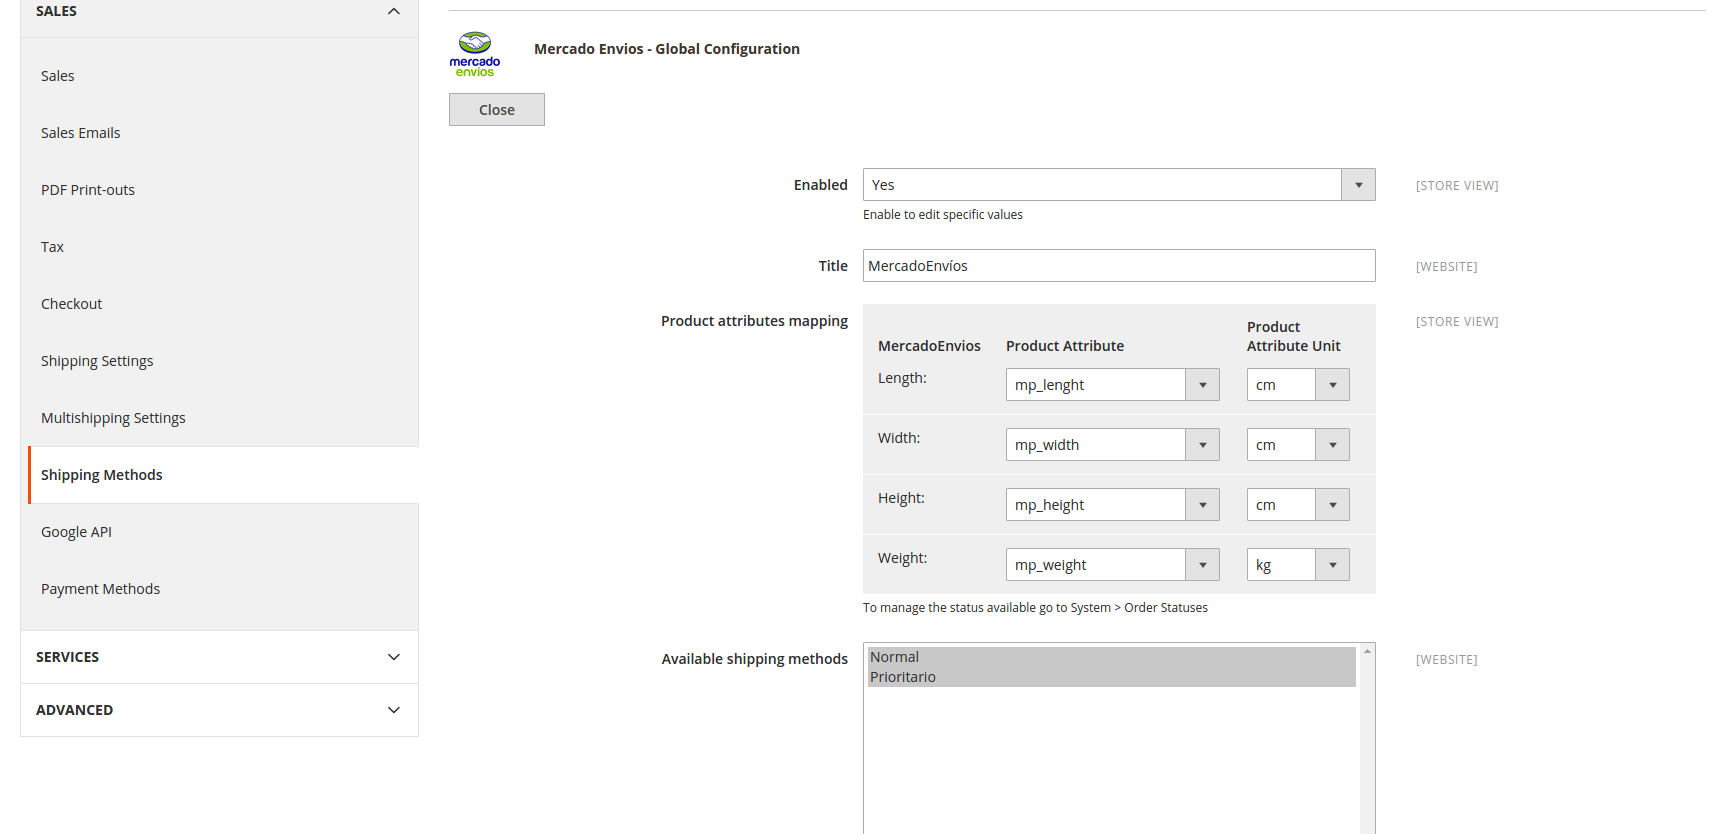 SALES
Sales
Sales Emails
PDF Print-outs
Tax
Checkout
Shipping Settings
Multishipping Settings
Shipping Methods
Google API
Payment Methods
SERVICES
ADVANCED
mercado
envios
Mercado Envios - Global Configuration
Close
Enabled
Yes
[STORE VIEW]
Enable to edit specific values
Title
MercadoEnvíos
[WEBSITE]
Product attributes mapping
[STORE VIEW]
MercadoEnvios
Product Attribute
Product
Attribute Unit
Length:
mp_lenght
cm
Width:
mp_width
cm
Height:
mp_height
cm
Weight:
mp_weight
kg
To manage the status available go to System > Order Statuses
Available shipping methods
Normal
Prioritario
[WEBSITE]